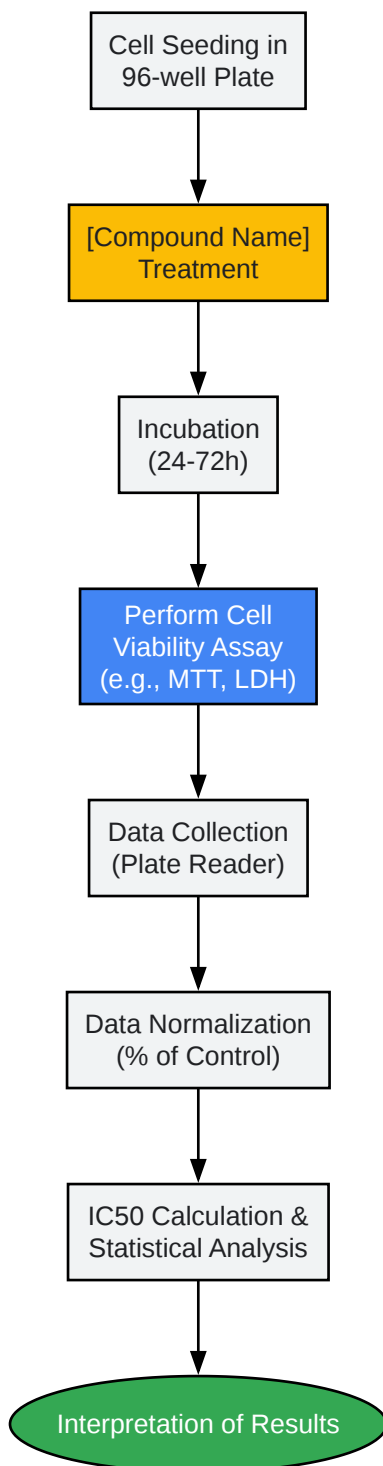 Cell Seeding in
96-well Plate
[Compound Name]
Treatment
Incubation
(24-72h)
Perform Cell
Viability Assay
(e.g., MTT, LDH)
Data Collection
(Plate Reader)
Data Normalization
(% of Control)
IC50 Calculation &
Statistical Analysis
Interpretation of Results